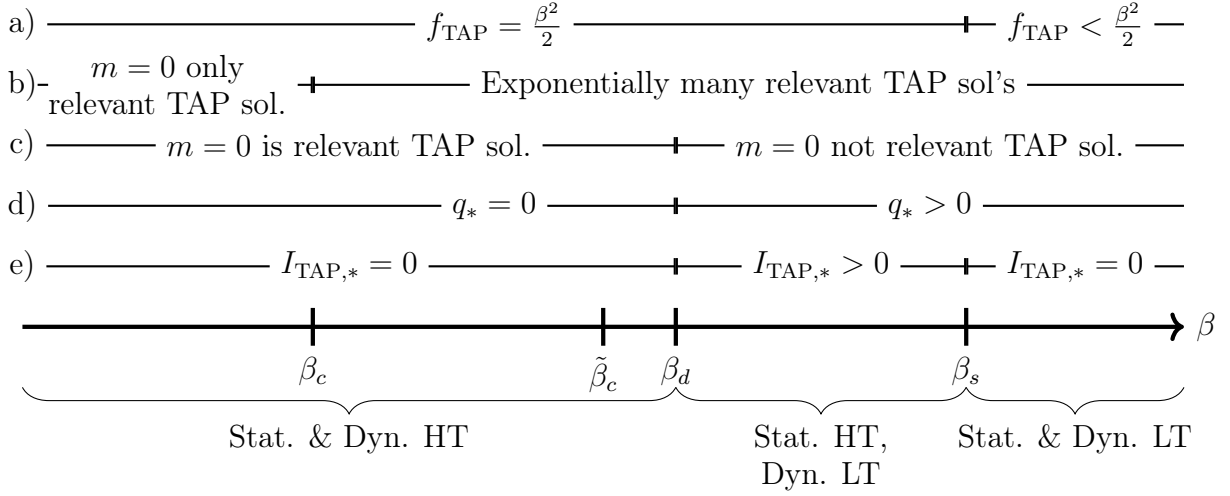 a) f_TAP = β²/2 f_TAP < β²/2
b) m = 0 only relevant TAP sol. Exponentially many relevant TAP sol's
c) m = 0 is relevant TAP sol. m = 0 not relevant TAP sol.
d) q_* = 0 q_* > 0
e) I_TAP,* = 0 I_TAP,* > 0 I_TAP,* = 0
β
β_c β̃_c β_d β_s
Stat. & Dyn. HT Stat. HT, Stat. & Dyn. LT
Dyn. LT